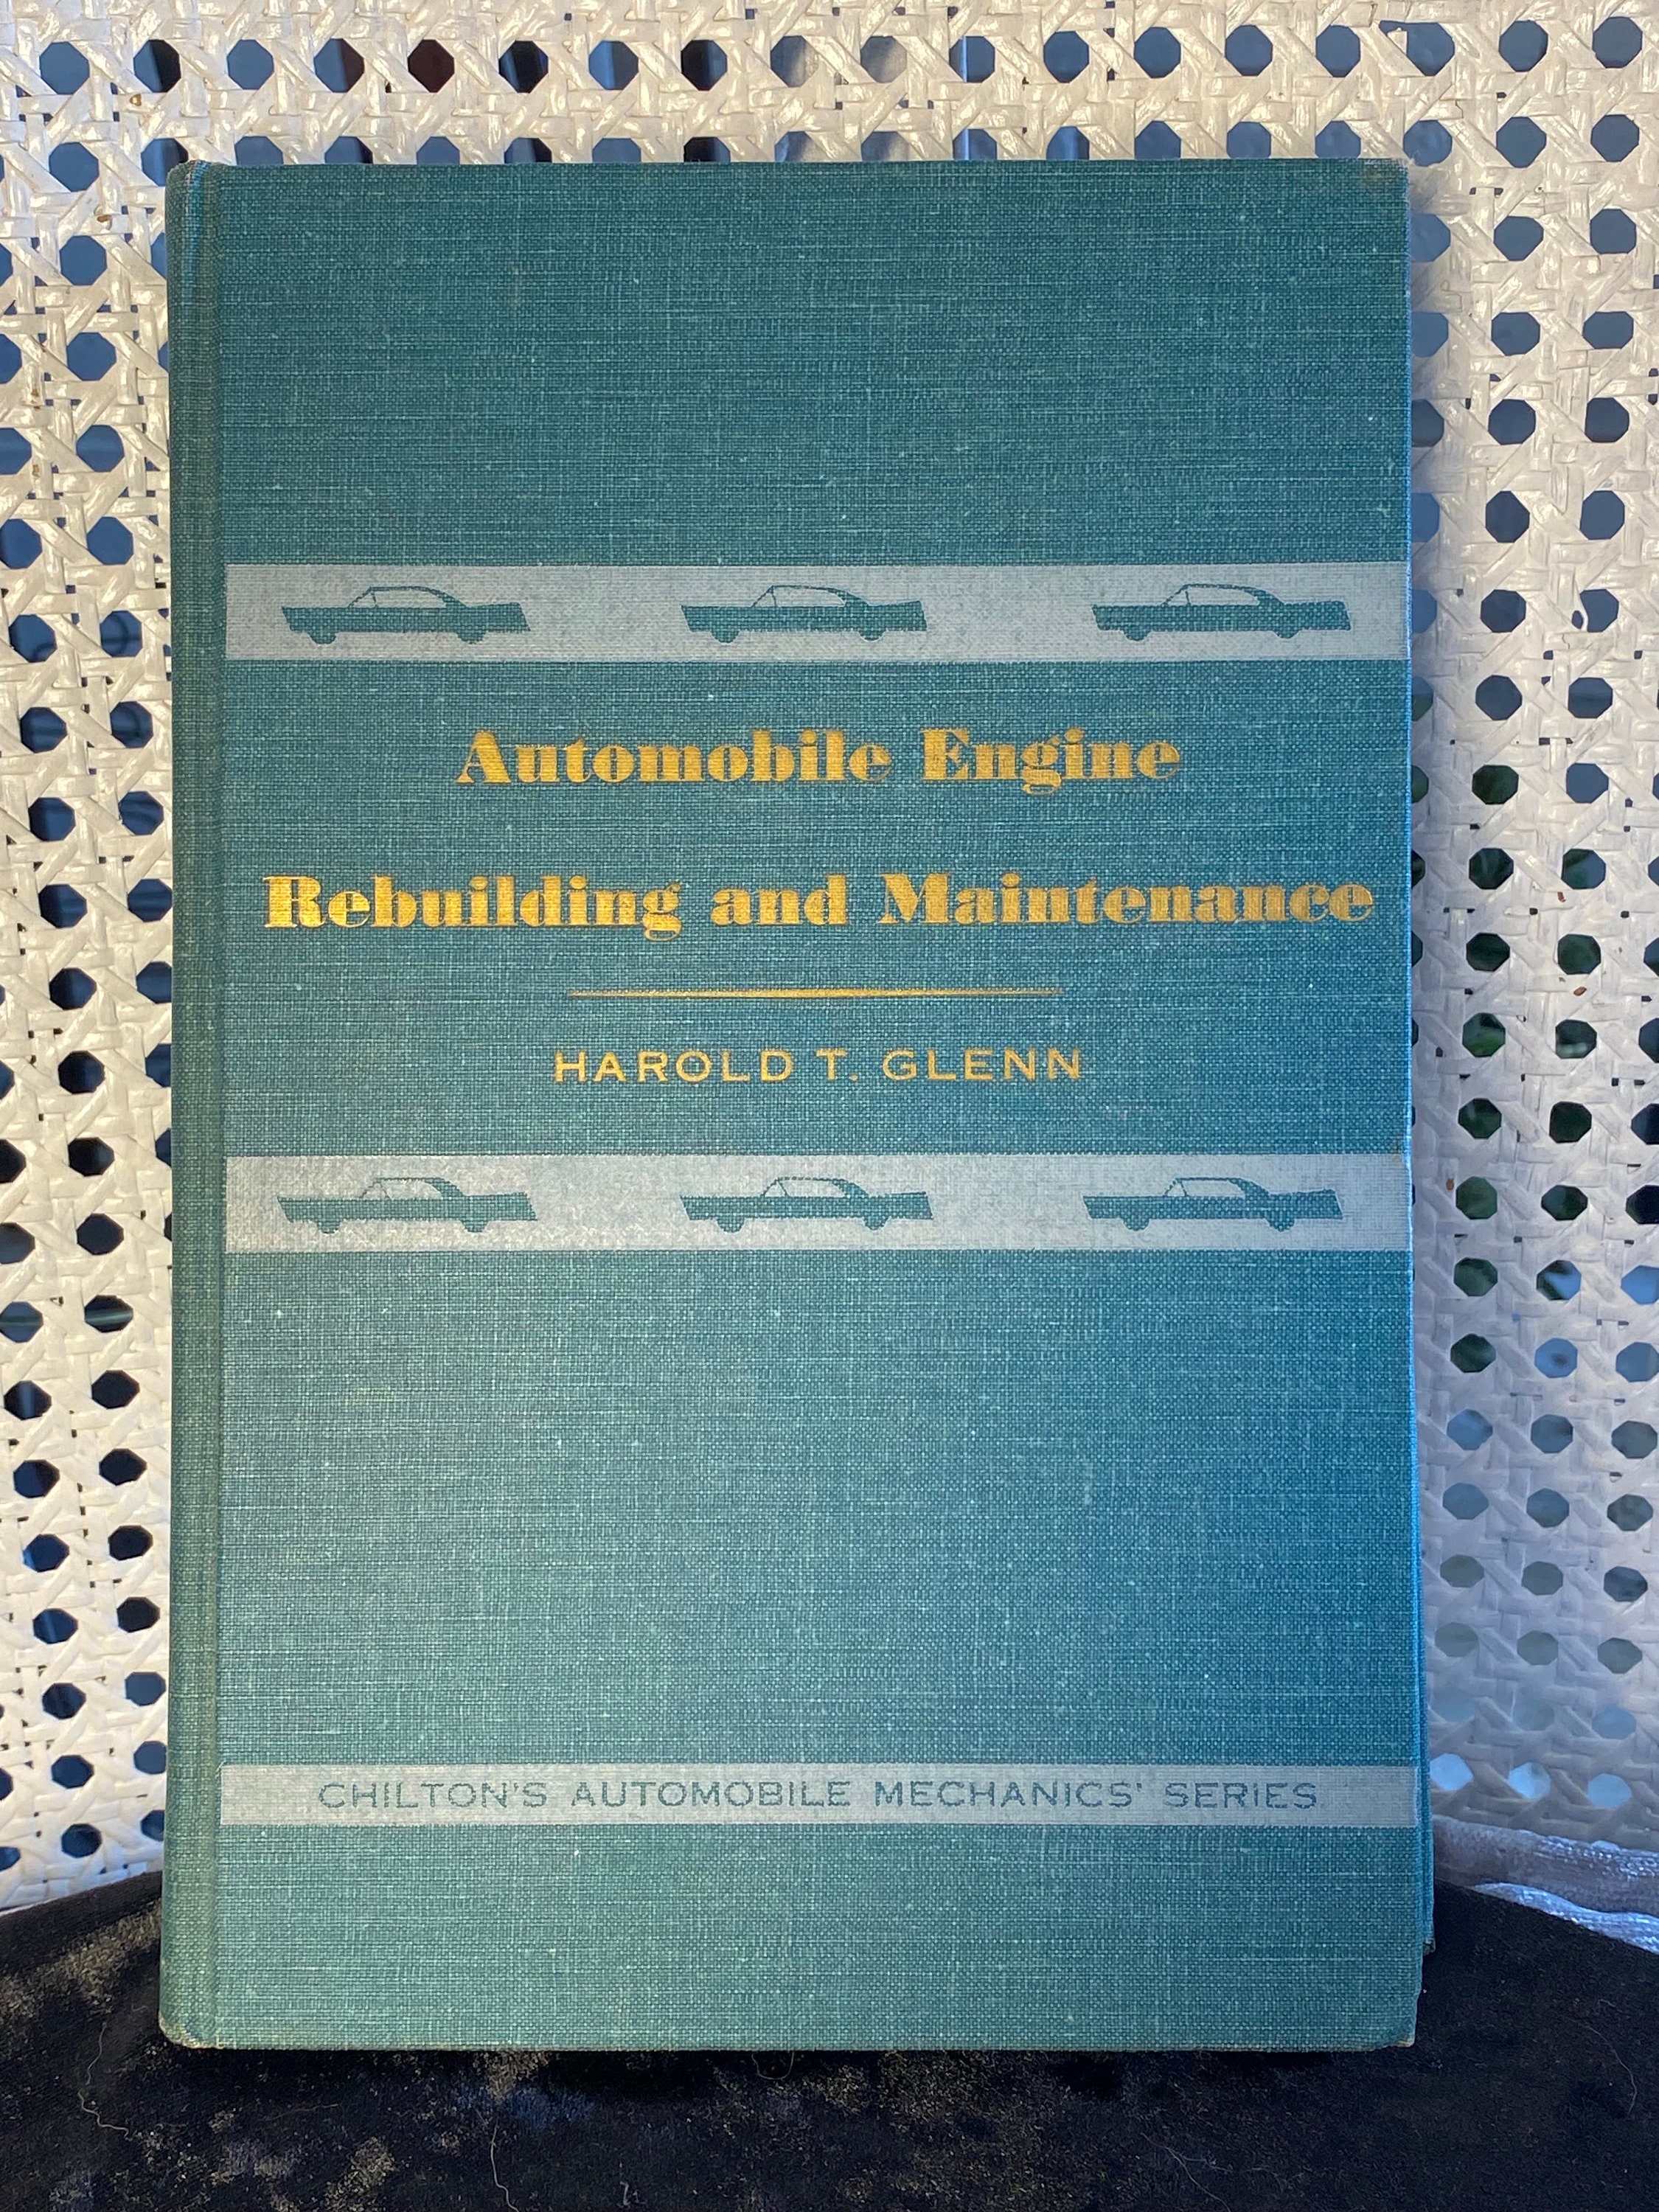 Automobile Engine
Rebuilding and Maintenance
HAROLD T. GLENN
CHILTON'S AUTOMOBILE MECHANICS' SERIES